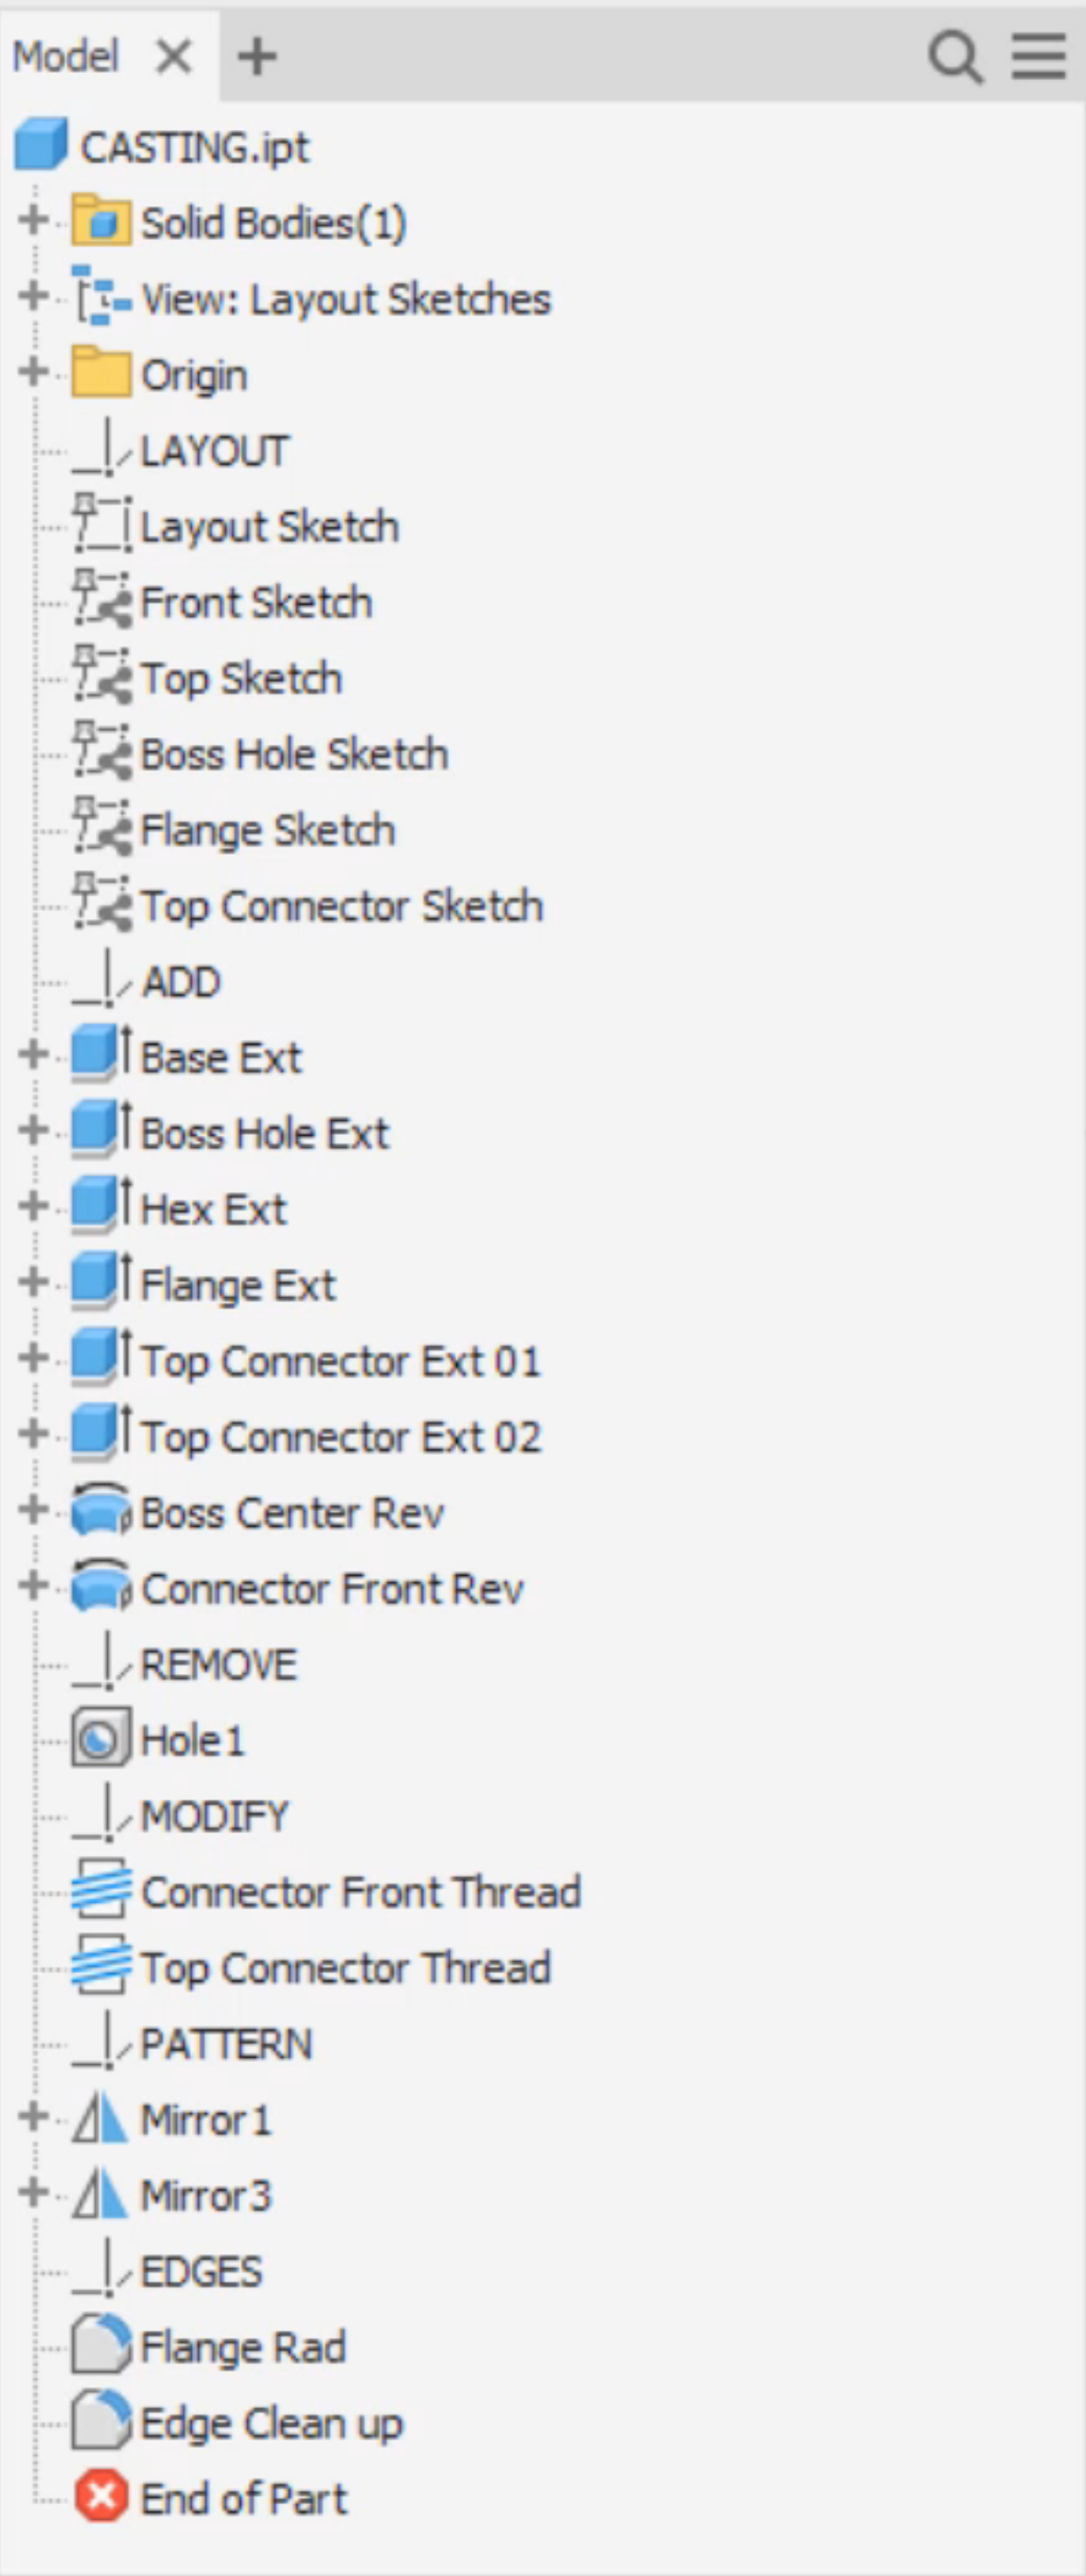 Model
CASTING.ipt
Solid Bodies(1)
View: Layout Sketches
Origin
LAYOUT
Layout Sketch
Front Sketch
Top Sketch
Boss Hole Sketch
Flange Sketch
Top Connector Sketch
ADD
Base Ext
Boss Hole Ext
Hex Ext
Flange Ext
Top Connector Ext 01
Top Connector Ext 02
Boss Center Rev
Connector Front Rev
REMOVE
Hole1
MODIFY
Connector Front Thread
Top Connector Thread
PATTERN
Mirror1
Mirror3
EDGES
Flange Rad
Edge Clean up
End of Part